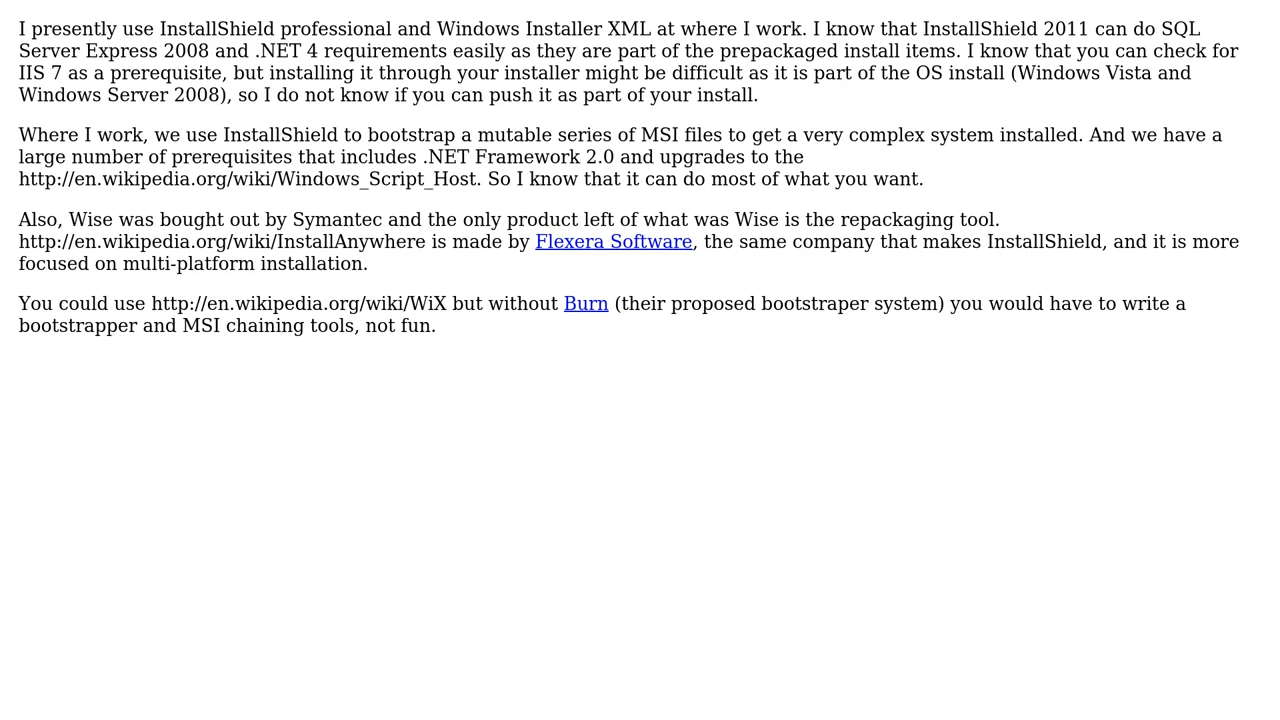 I presently use InstallShield professional and Windows Installer XML at where I work. I know that InstallShield 2011 can do SQL
Server Express 2008 and .NET 4 requirements easily as they are part of the prepackaged install items. I know that you can check for
IIS 7 as a prerequisite, but installing it through your installer might be difficult as it is part of the OS install (Windows Vista and
Windows Server 2008), so I do not know if you can push it as part of your install.
Where I work, we use InstallShield to bootstrap a mutable series of MSI files to get a very complex system installed. And we have a
large number of prerequisites that includes .NET Framework 2.0 and upgrades to the
http://en.wikipedia.org/wiki/Windows_Script_Host. So I know that it can do most of what you want.
Also, Wise was bought out by Symantec and the only product left of what was Wise is the repackaging tool.
http://en.wikipedia.org/wiki/InstallAnywhere is made by Flexera Software, the same company that makes InstallShield, and it is more
focused on multi-platform installation.
You could use http://en.wikipedia.org/wiki/WiX but without Burn (their proposed bootstraper system) you would have to write a
bootstrapper and MSI chaining tools, not fun.